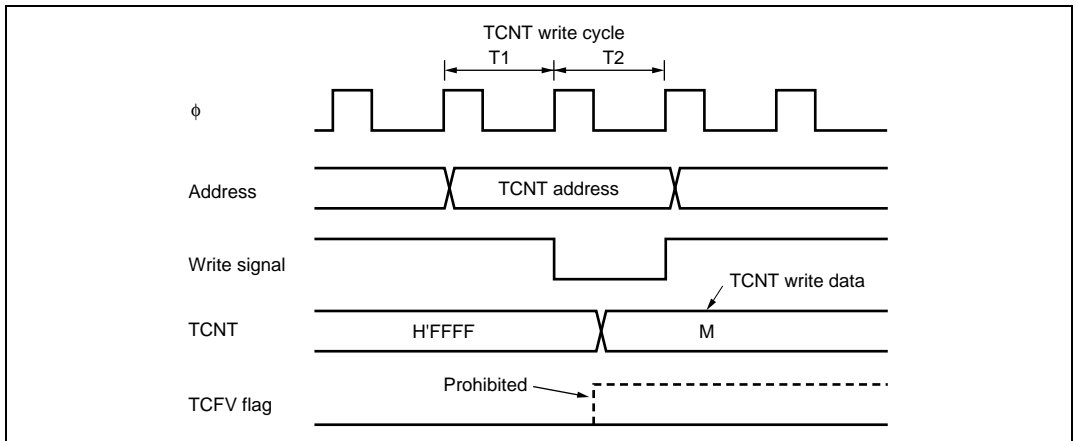 TCNT write cycle
T1 T2
ϕ
Address TCNT address
Write signal
TCNT write data
TCNT H'FFFF M
Prohibited
TCFV flag